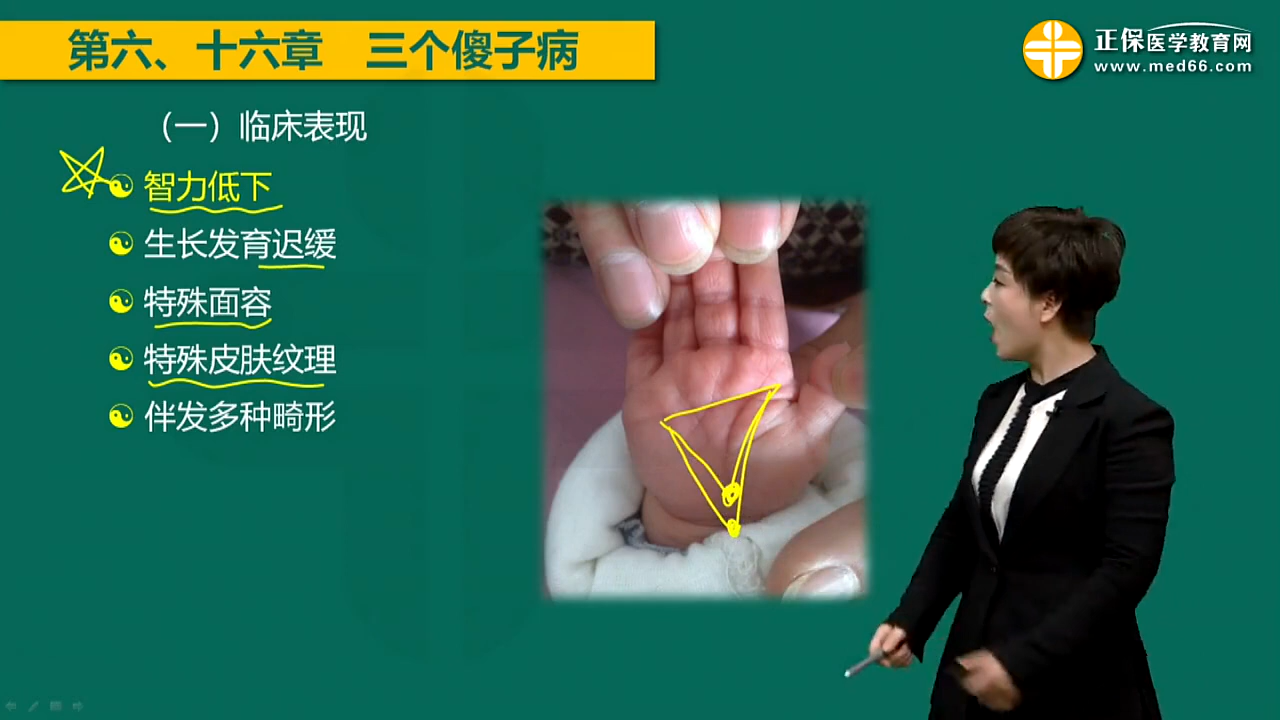 第六、十六章 三个傻子病
正保医学教育网
www.med66.com
（一）临床表现
智力低下
生长发育迟缓
特殊面容
特殊皮肤纹理
伴发多种畸形